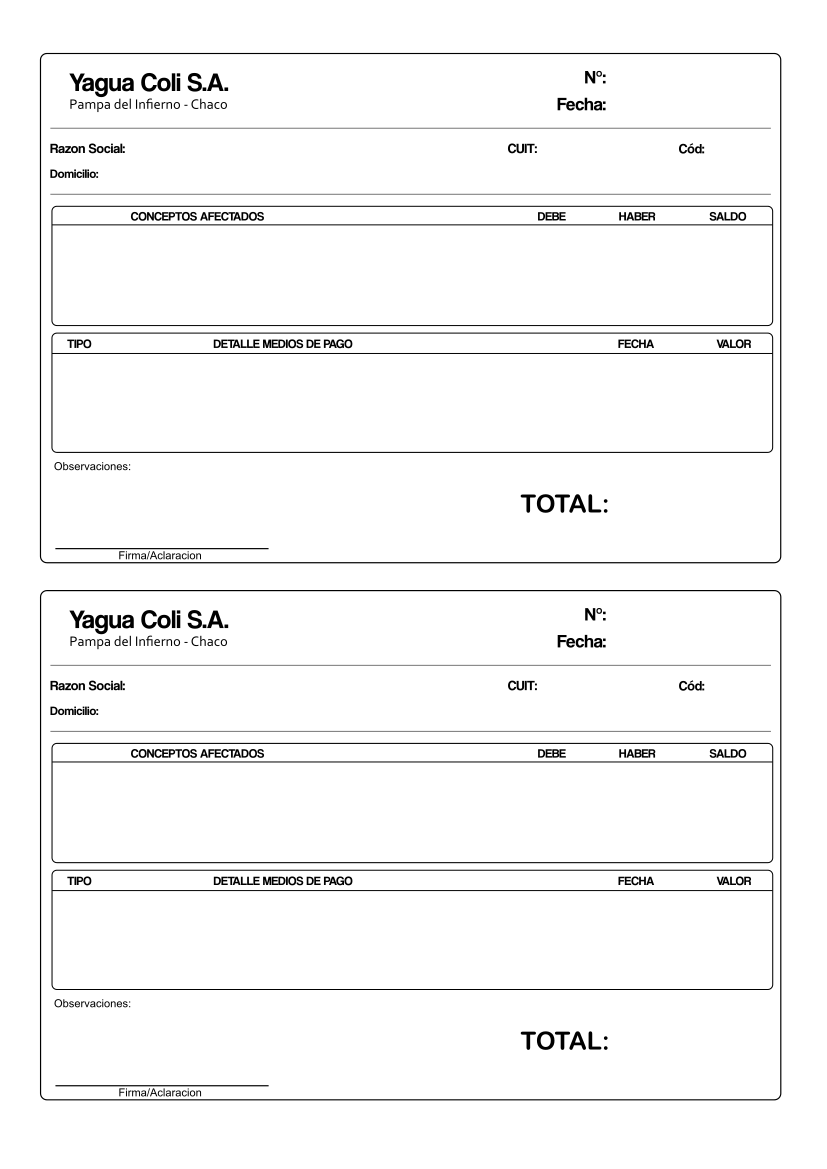 Yagua Coli S.A.
Pampa del Infierno - Chaco
Nº:
Fecha:
Razon Social:
CUIT:
Cód:
Domicilio:
CONCEPTOS AFECTADOS DEBE HABER SALDO
TIPO DETALLE MEDIOS DE PAGO FECHA VALOR
Observaciones:
TOTAL:
Firma/Aclaracion
Yagua Coli S.A.
Pampa del Infierno - Chaco
Nº:
Fecha:
Razon Social:
CUIT:
Cód:
Domicilio:
CONCEPTOS AFECTADOS DEBE HABER SALDO
TIPO DETALLE MEDIOS DE PAGO FECHA VALOR
Observaciones:
TOTAL:
Firma/Aclaracion